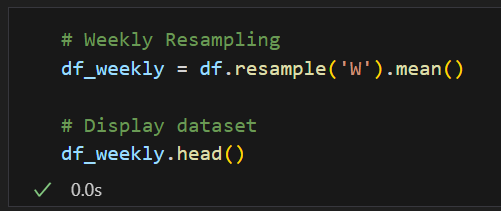 # Weekly Resampling
df_weekly = df.resample('W').mean()
# Display dataset
df_weekly.head()
0.0s